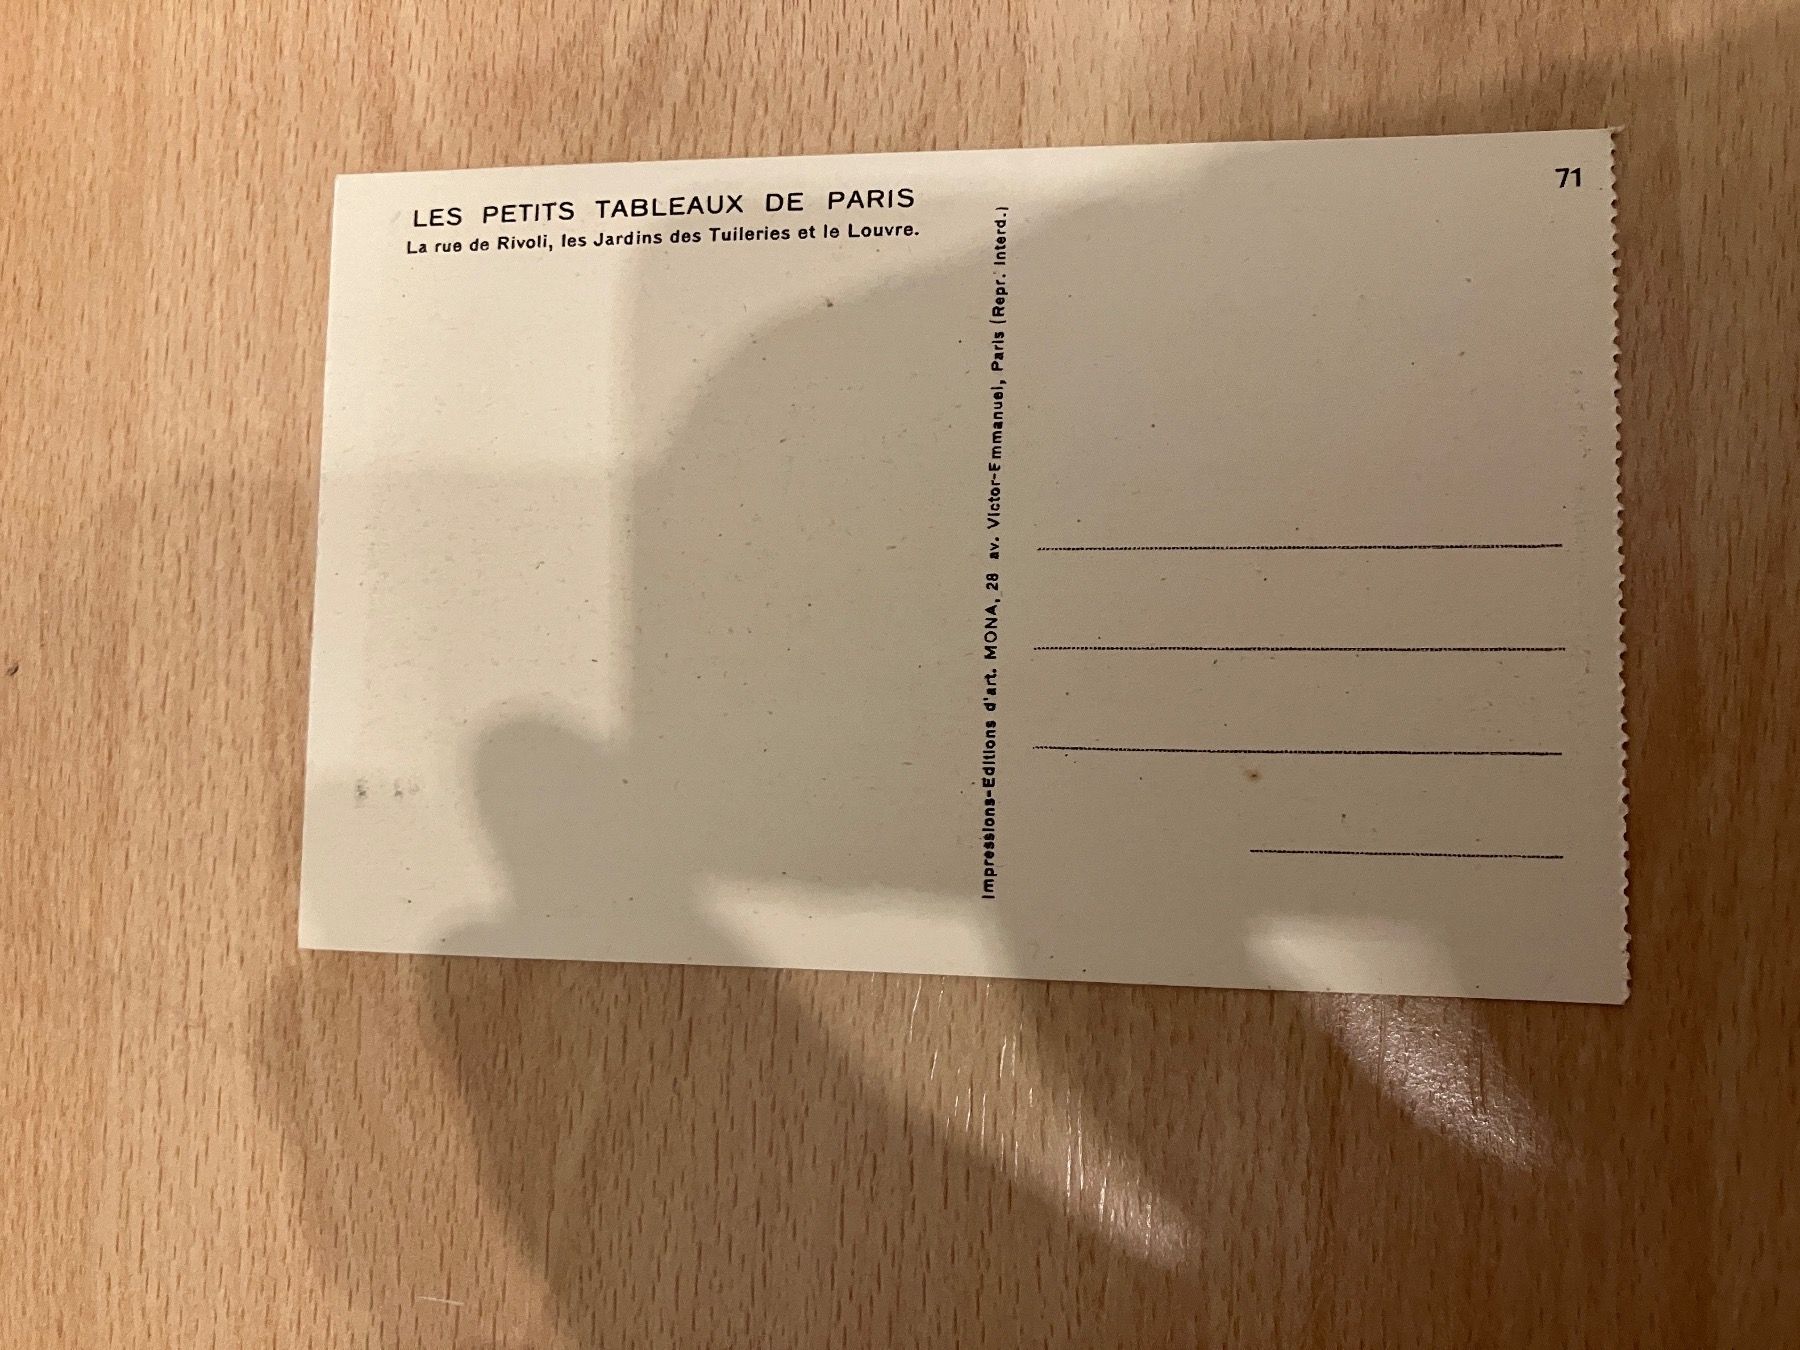 LES PETITS TABLEAUX DE PARIS
La rue de Rivoli, les Jardins des Tuileries et le Louvre.
71
Impressions-Editions d'art. MONA, 28 av. Victor-Emmanuel, Paris (Repr. Interd.)